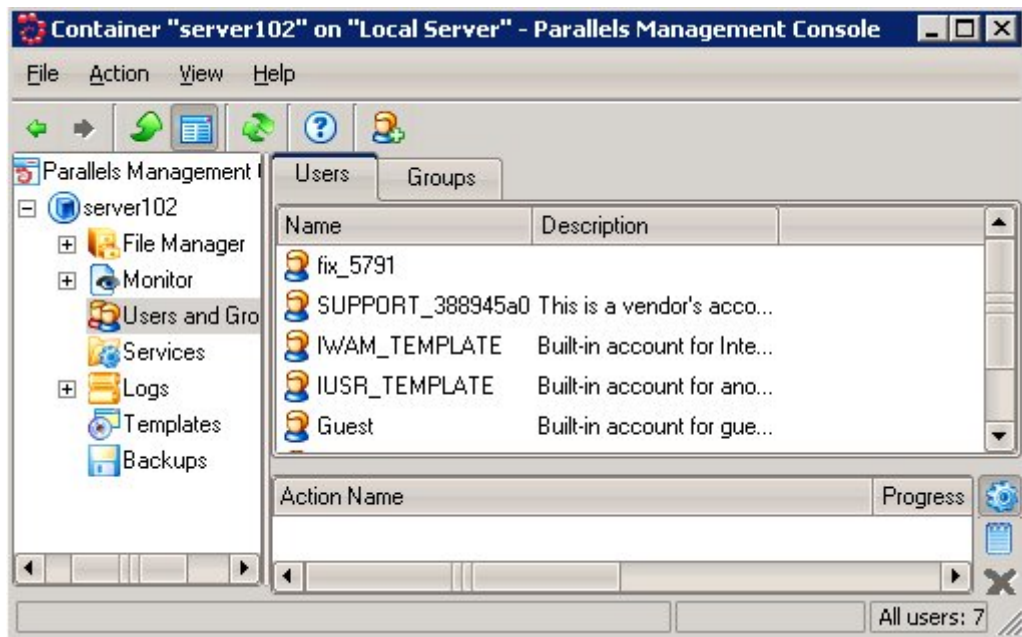 Container "server102" on "Local Server" - Parallels Management Console
File Action View Help
Parallels Management
server102
File Manager
Monitor
Users and Gro
Services
Logs
Templates
Backups
Users Groups
Name Description
fix_5791
SUPPORT_388945a0 This is a vendor's acco...
IWAM_TEMPLATE Built-in account for Inte...
IUSR_TEMPLATE Built-in account for ano...
Guest Built-in account for gue...
Action Name Progress
All users: 7